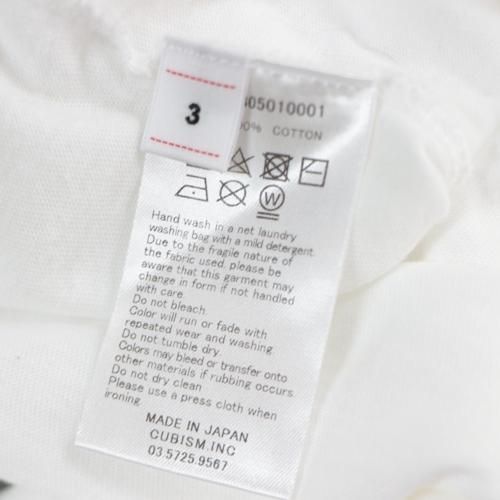 3
05010001
0% COTTON
W
Hand wash in a net laundry
washing bag with a mild detergent.
Due to the fragile nature of
the fabric used, please be
aware that this garment may
change in form if not handled
with care.
Do not bleach.
Color will run or fade with
repeated wear and washing.
Do not tumble dry.
Colors may bleed or transfer onto
other materials if rubbing occurs
Do not dry clean
Please use a press cloth when
ironing.
MADE IN JAPAN
CUBISM.INC
03.5725.9567